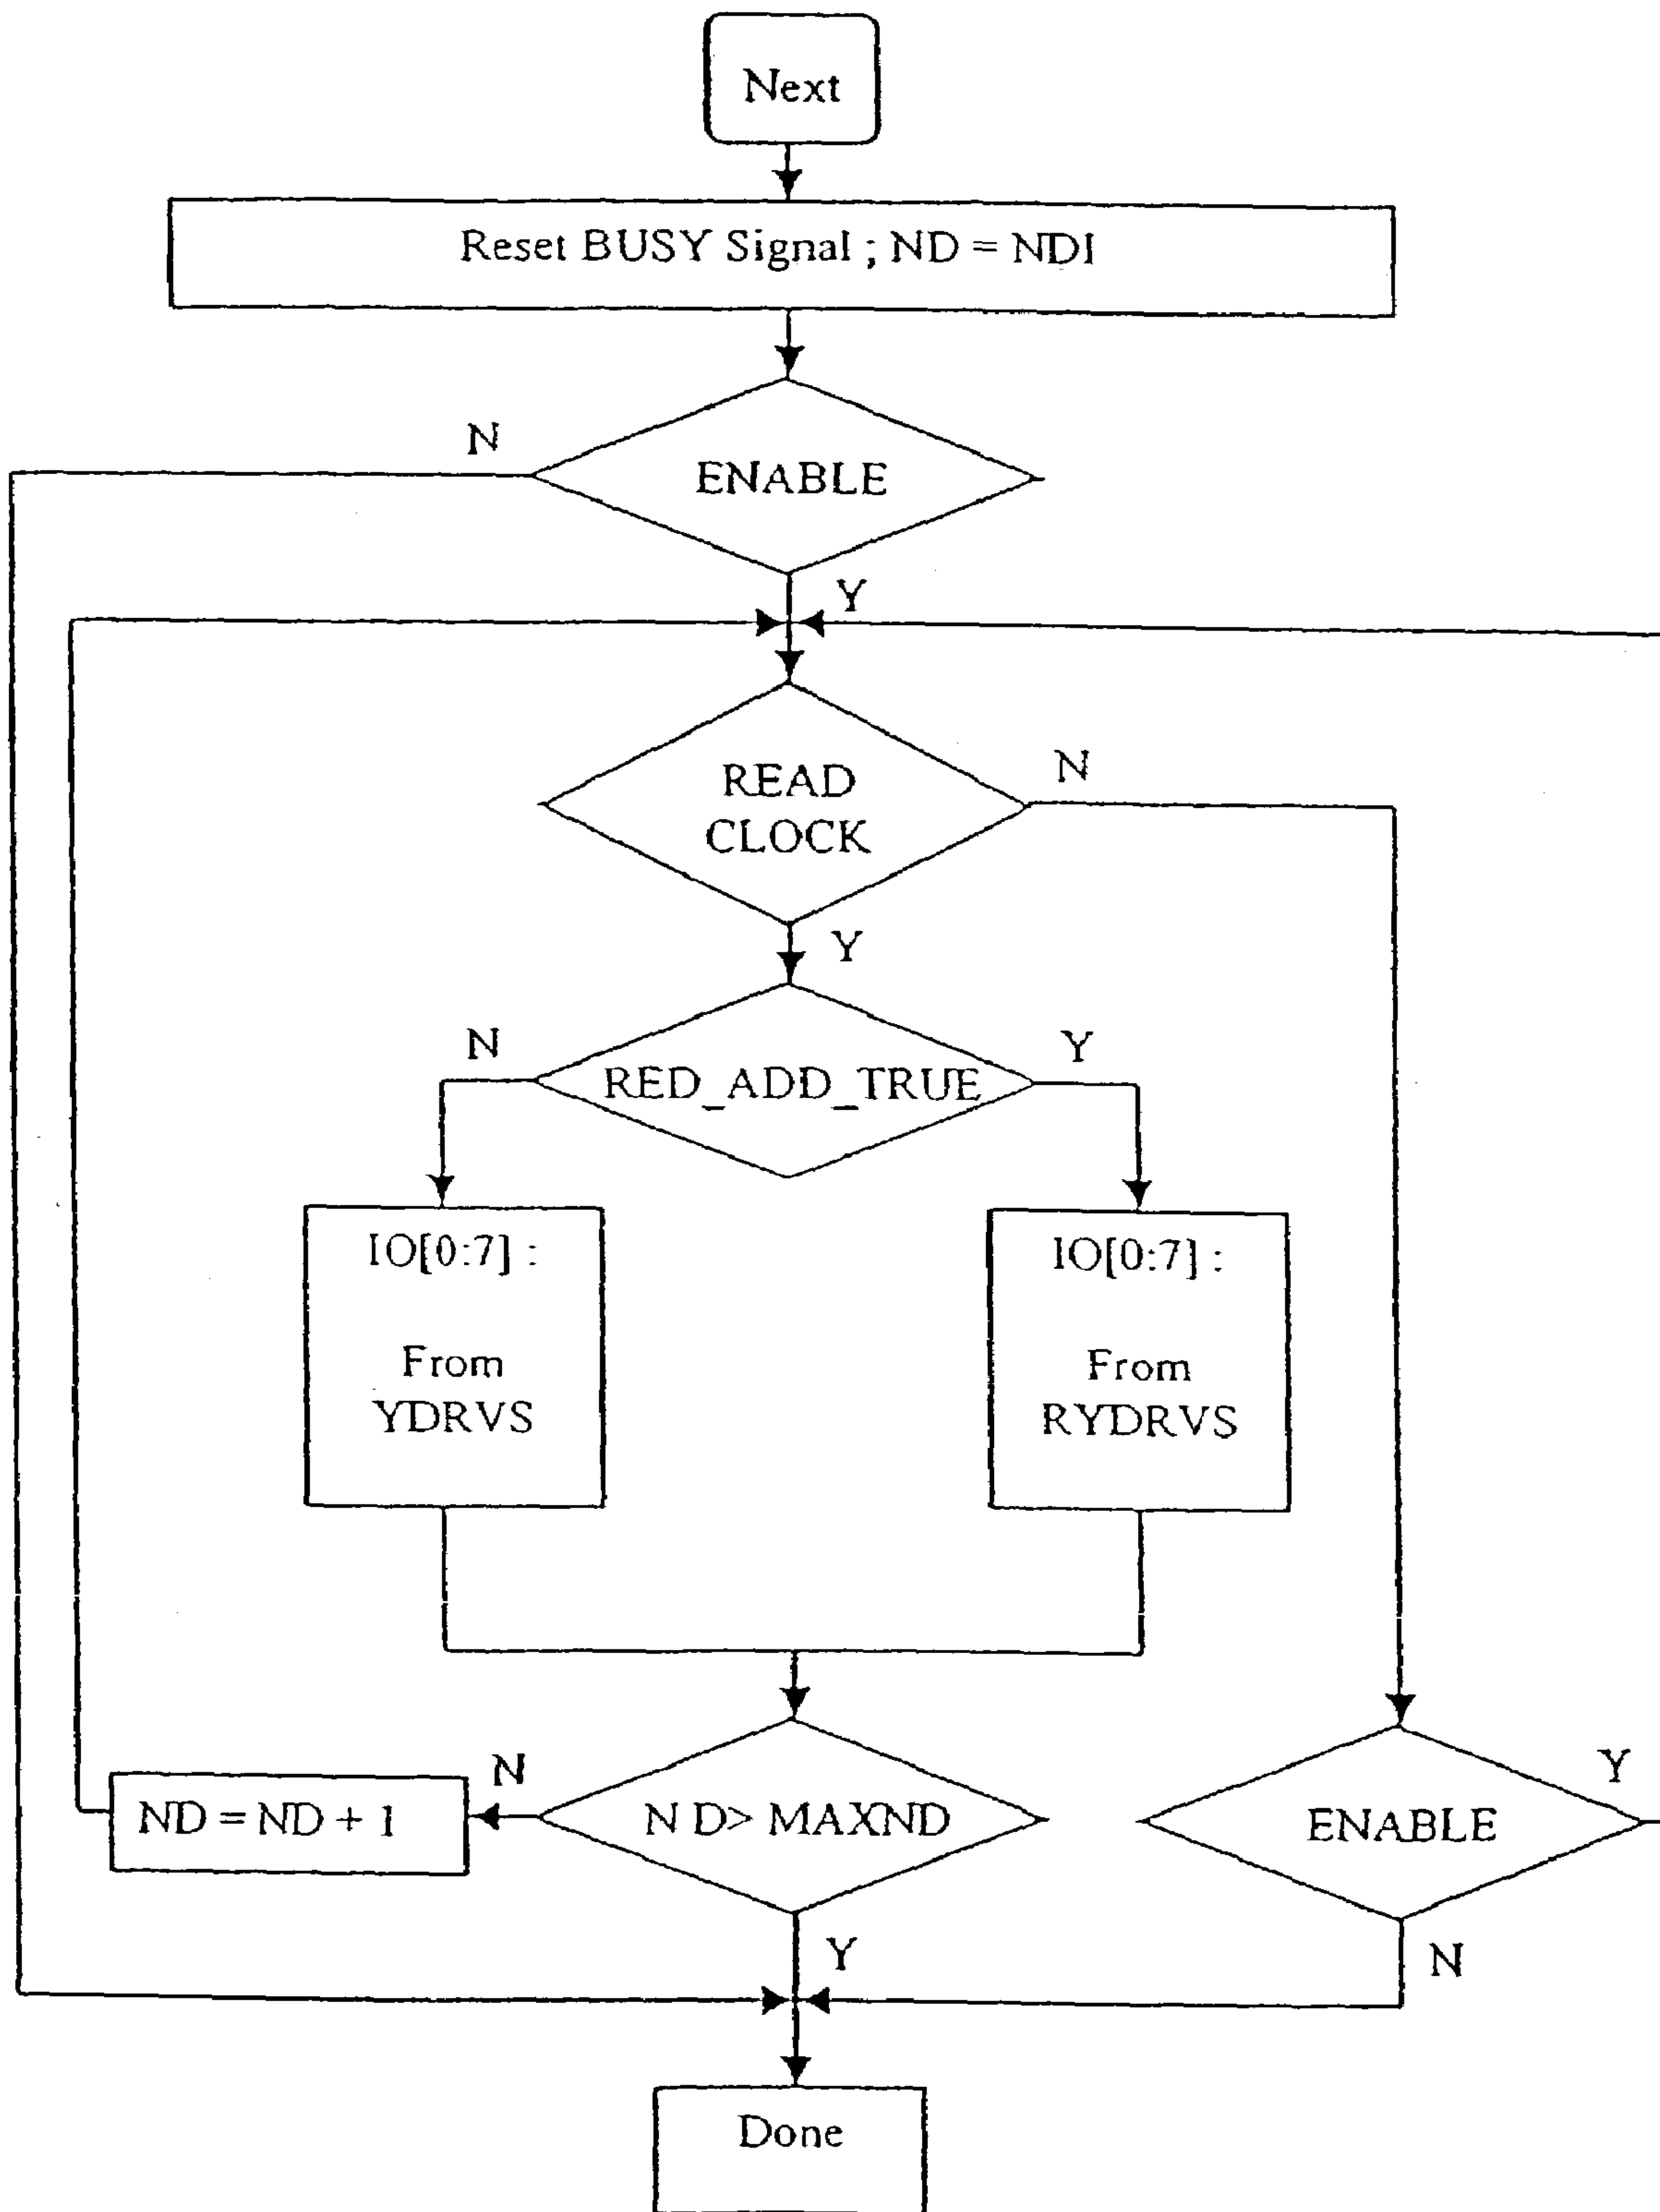 Next
Reset BUSY Signal ; ND = NDI
N
ENABLE
Y
READ
CLOCK
N
Y
N
RED_ADD_TRUE
Y
IO[0:7] :
From
YDRVS
IO[0:7] :
From
RYDRVS
ND = ND + 1
N
N D> MAXND
Y
ENABLE
Y
N
Done